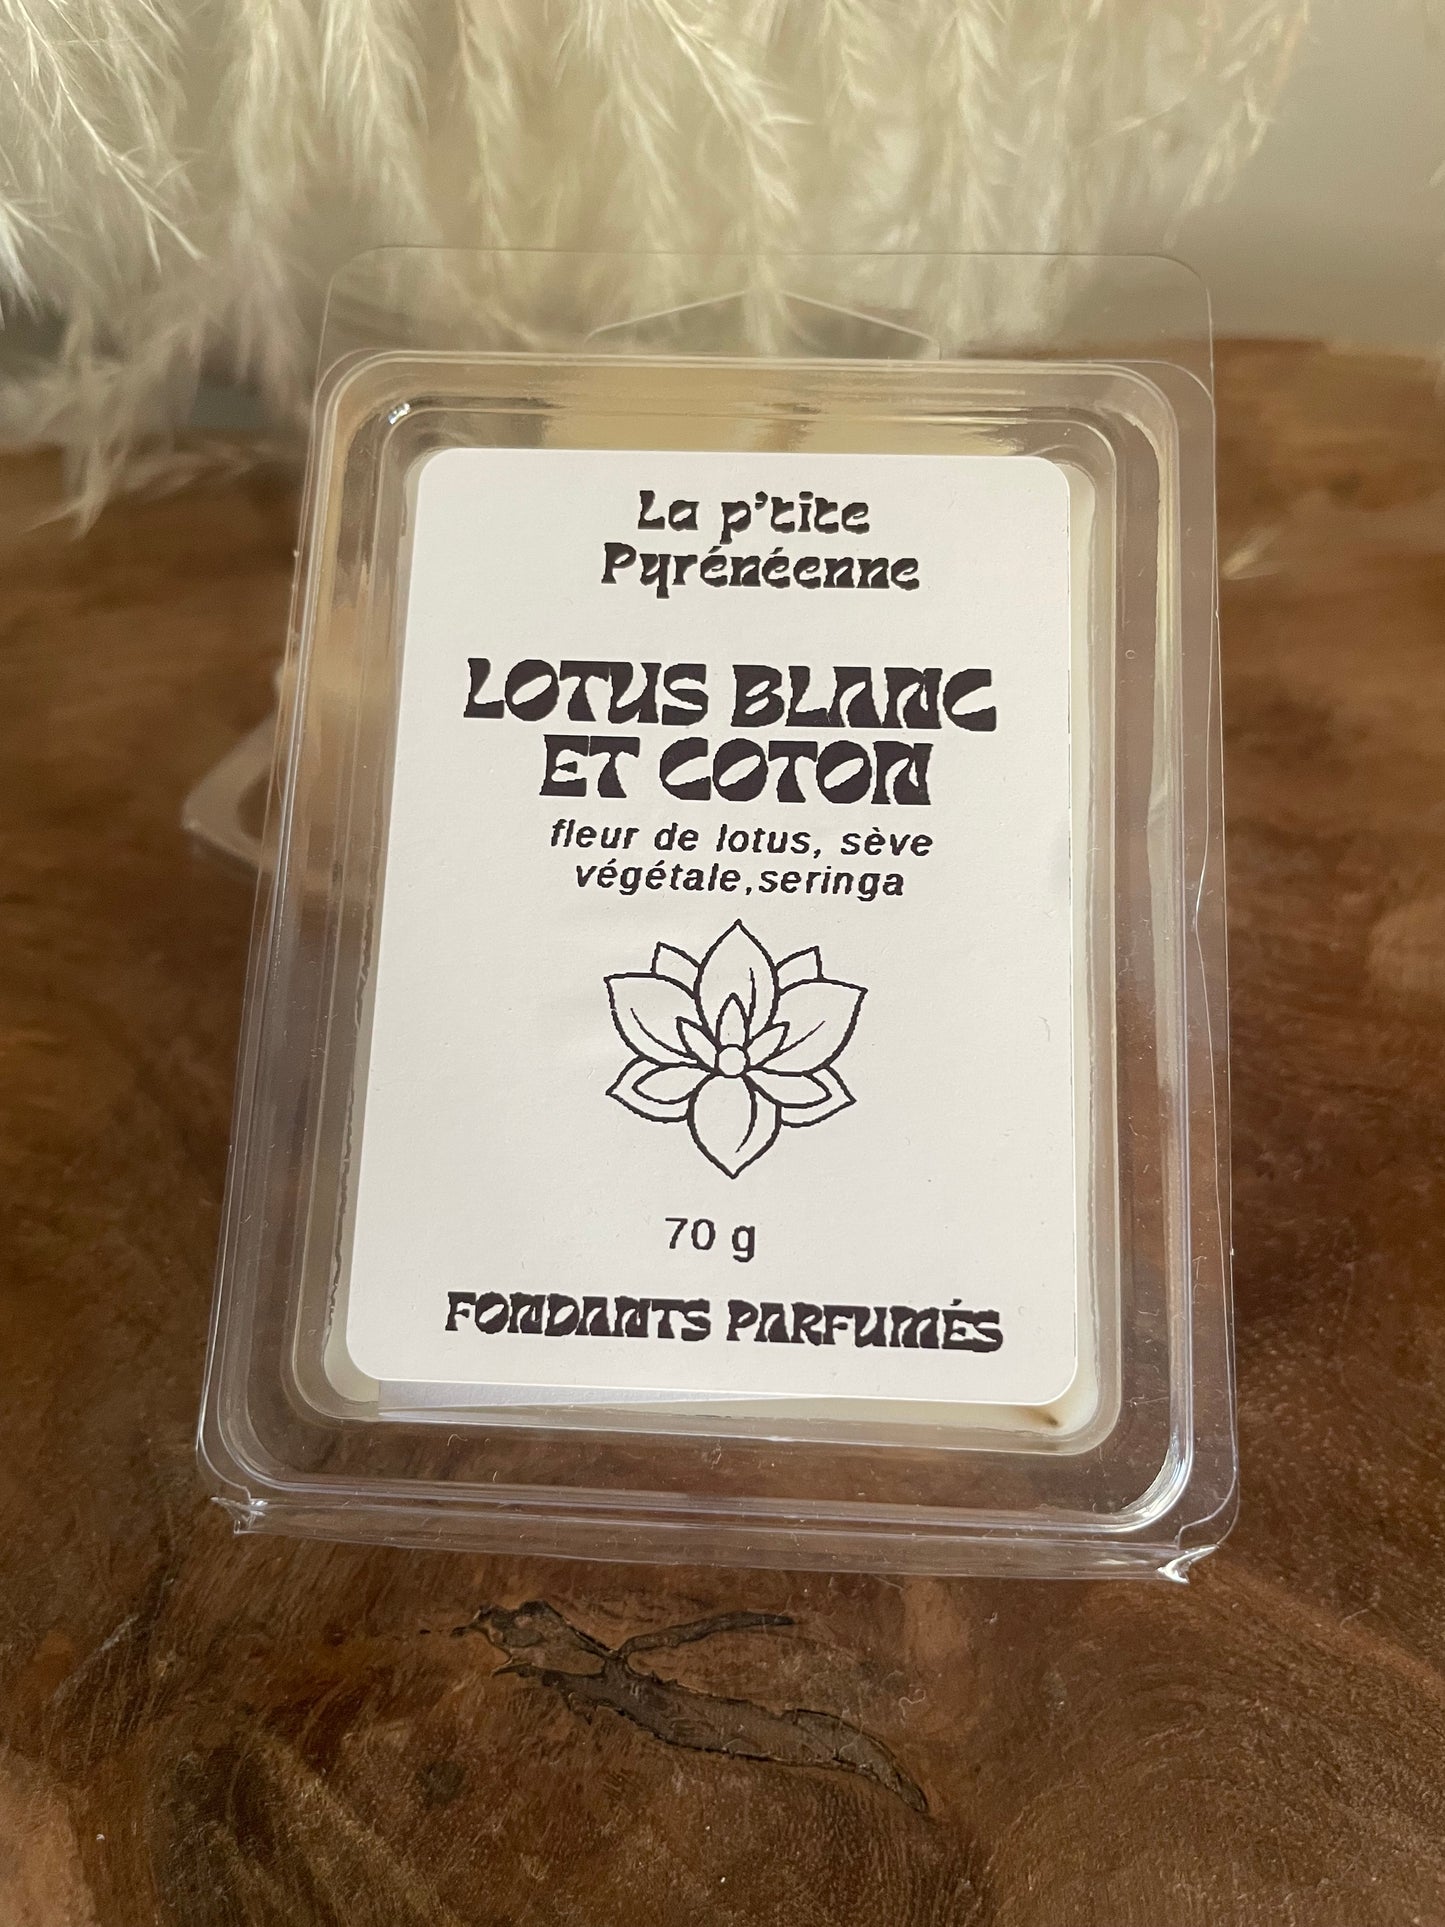 La p'tite
Pyrénéenne
LOTUS BLANC
ET COTON
fleur de lotus, sève
végétale,seringa
70 g
FONDANTS PARFUMÉS